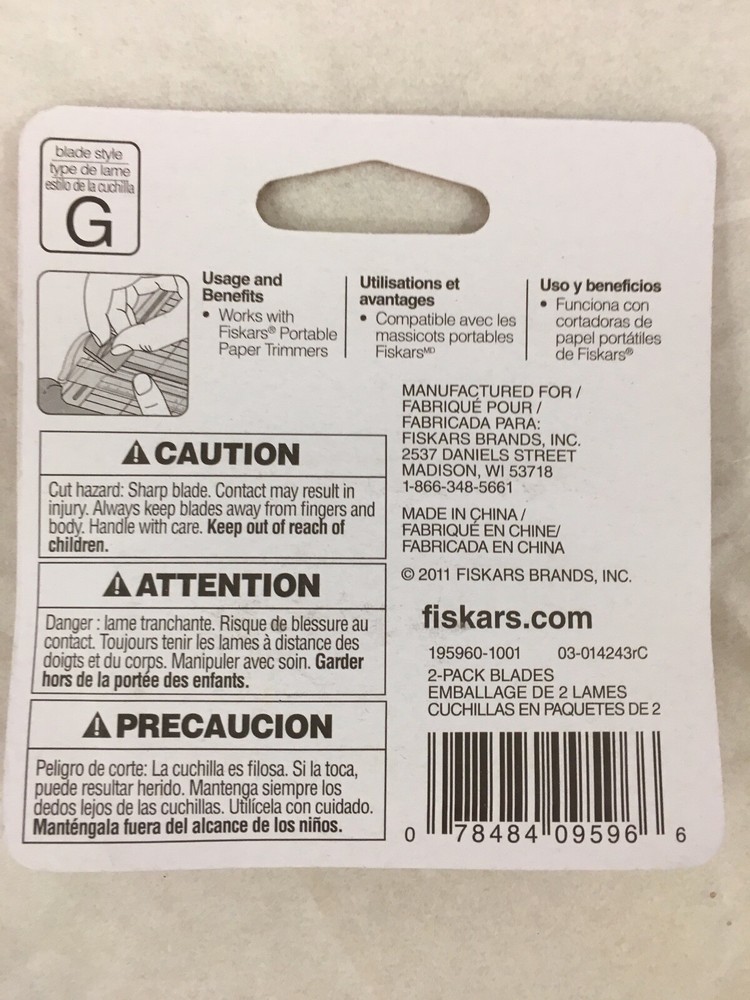 blade style
type de lame
estilo de la cuchilla
G
Usage and
Benefits
• Works with
Fiskars® Portable
Paper Trimmers
Utilisations et
avantages
• Compatible avec les
massicots portables
Fiskars MD
Uso y beneficios
• Funciona con
cortadoras de
papel portátiles
de Fiskars®
⚠ CAUTION
Cut hazard: Sharp blade. Contact may result in
injury. Always keep blades away from fingers and
body. Handle with care. Keep out of reach of
children.
⚠ ATTENTION
Danger : lame tranchante. Risque de blessure au
contact. Toujours tenir les lames à distance des
doigts et du corps. Manipuler avec soin. Garder
hors de la portée des enfants.
⚠ PRECAUCION
Peligro de corte: La cuchilla es filosa. Si la toca,
puede resultar herido. Mantenga siempre los
dedos lejos de las cuchillas. Utilícela con cuidado.
Manténgala fuera del alcance de los niños.
MANUFACTURED FOR /
FABRIQUÉ POUR /
FABRICADA PARA:
FISKARS BRANDS, INC.
2537 DANIELS STREET
MADISON, WI 53718
1-866-348-5661
MADE IN CHINA /
FABRIQUÉ EN CHINE/
FABRICADA EN CHINA
© 2011 FISKARS BRANDS, INC.
fiskars.com
195960-1001 03-014243rC
2-PACK BLADES
EMBALLAGE DE 2 LAMES
CUCHILLAS EN PAQUETES DE 2
0 78484 09596 6